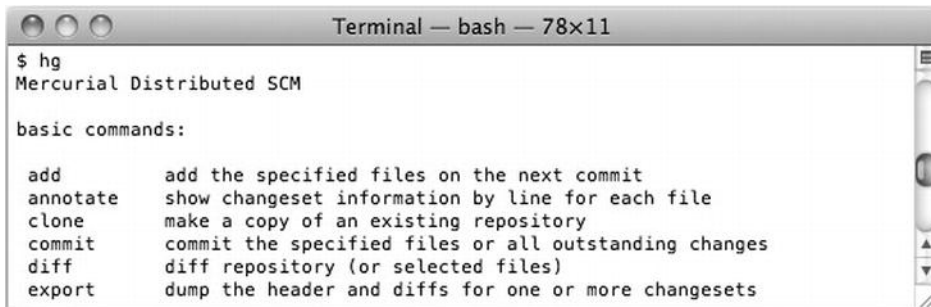 Terminal — bash — 78×11
$ hg
Mercurial Distributed SCM
basic commands:
add add the specified files on the next commit
annotate show changeset information by line for each file
clone make a copy of an existing repository
commit commit the specified files or all outstanding changes
diff diff repository (or selected files)
export dump the header and diffs for one or more changesets